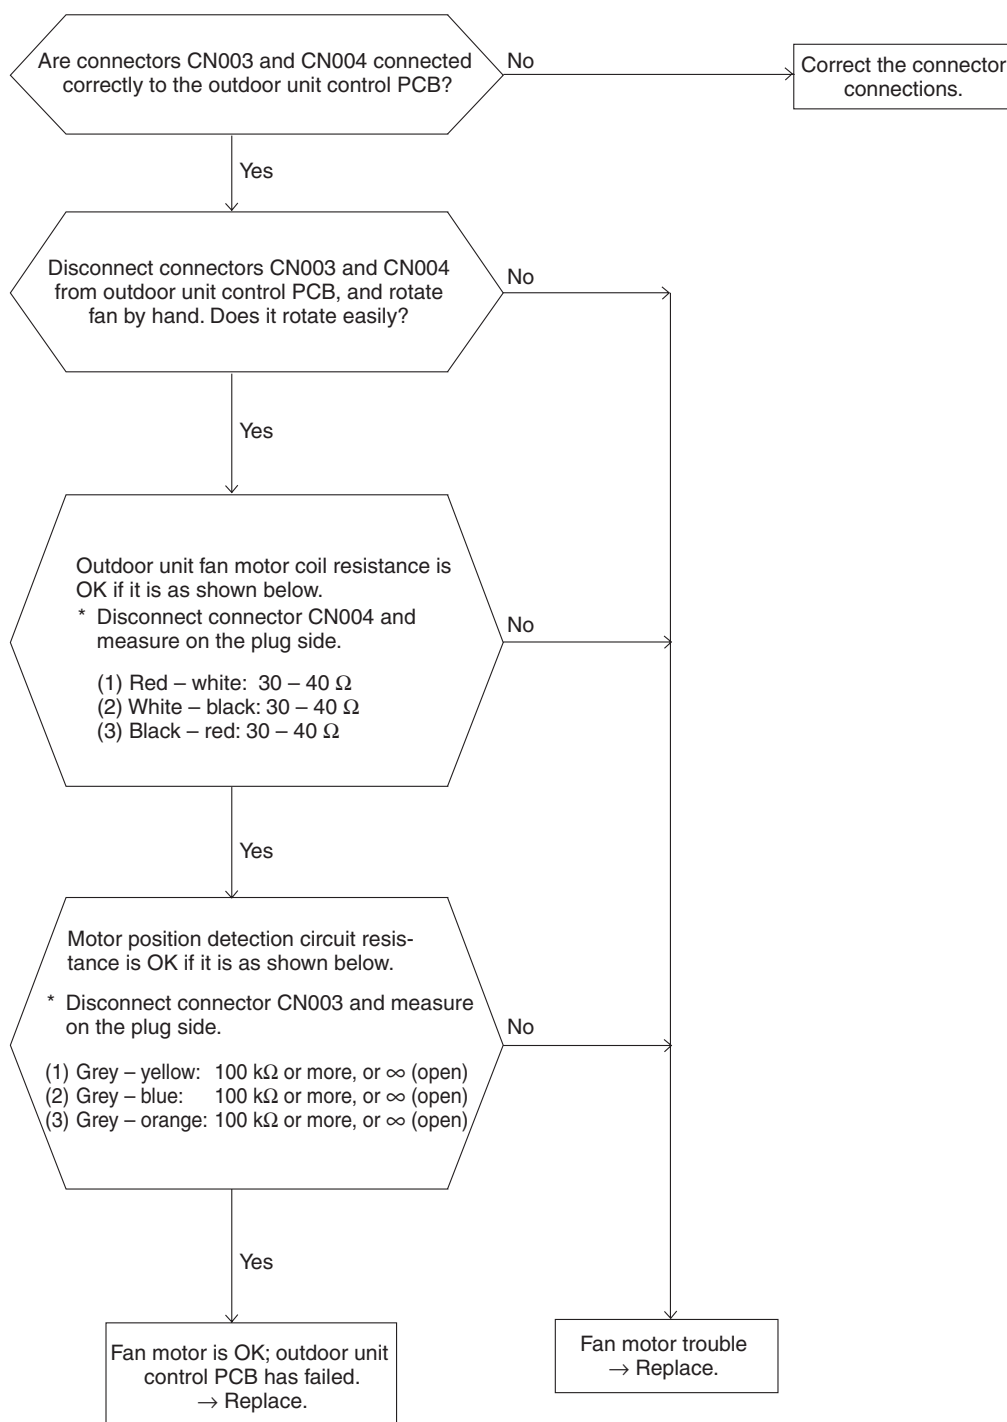 Are connectors CN003 and CN004 connected
correctly to the outdoor unit control PCB?
No
Correct the connector
connections.
Yes
Disconnect connectors CN003 and CN004
from outdoor unit control PCB, and rotate
fan by hand. Does it rotate easily?
No
Yes
Outdoor unit fan motor coil resistance is
OK if it is as shown below.
* Disconnect connector CN004 and
measure on the plug side.
(1) Red – white: 30 – 40 Ω
(2) White – black: 30 – 40 Ω
(3) Black – red: 30 – 40 Ω
No
Yes
Motor position detection circuit resis-
tance is OK if it is as shown below.
* Disconnect connector CN003 and measure
on the plug side.
(1) Grey – yellow: 100 kΩ or more, or ∞ (open)
(2) Grey – blue: 100 kΩ or more, or ∞ (open)
(3) Grey – orange: 100 kΩ or more, or ∞ (open)
No
Yes
Fan motor is OK; outdoor unit
control PCB has failed.
→ Replace.
Fan motor trouble
→ Replace.